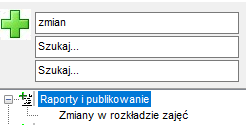 zmian
Szukaj...
Szukaj...
Raporty i publikowanie
Zmiany w rozkładzie zajęć